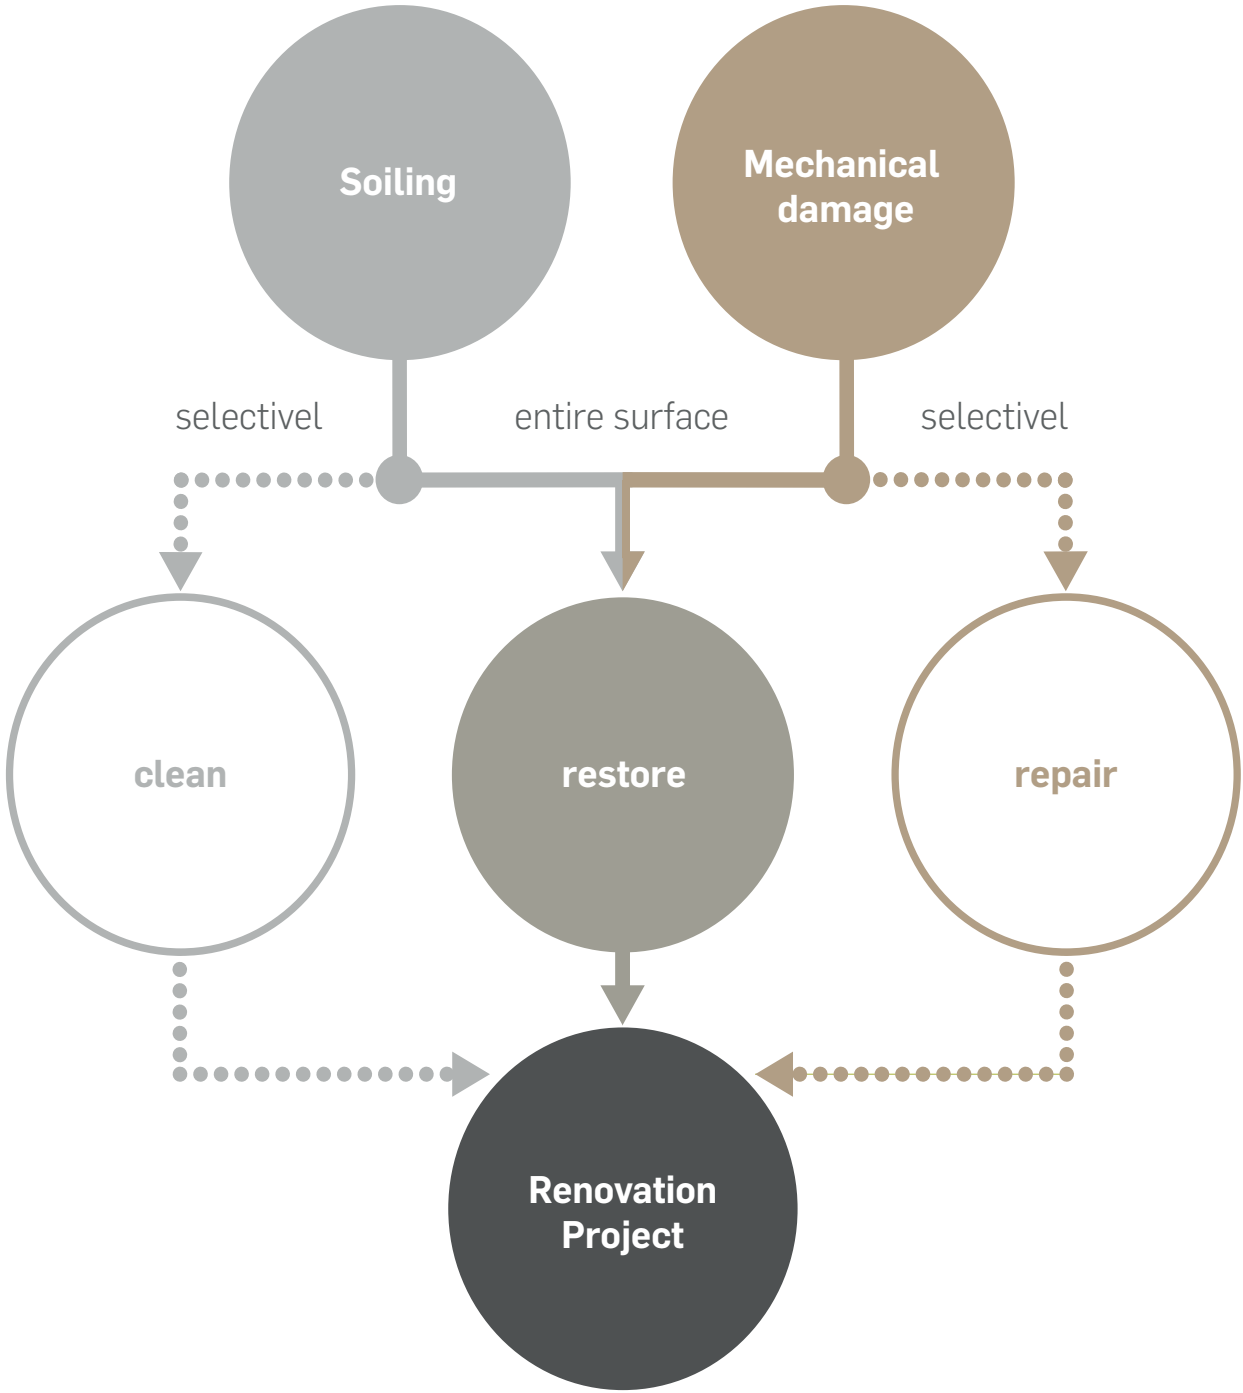 Soiling
Mechanical
damage
selectivel
entire surface
selectivel
clean
restore
repair
Renovation
Project